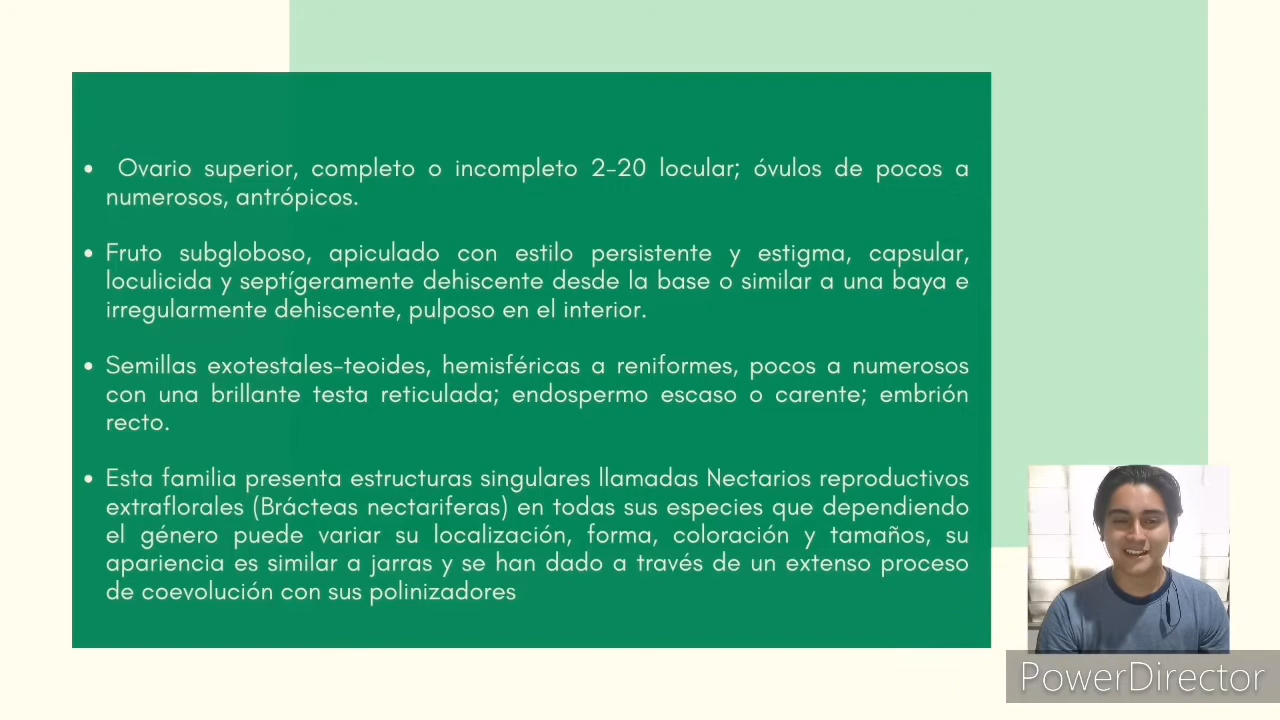 • Ovario superior, completo o incompleto 2-20 locular; óvulos de pocos a
numerosos, antrópicos.
• Fruto subgloboso, apiculado con estilo persistente y estigma, capsular,
loculicida y septígeramente dehiscente desde la base o similar a una baya e
irregularmente dehiscente, pulposo en el interior.
• Semillas exotestales-teoides, hemisféricas a reniformes, pocos a numerosos
con una brillante testa reticulada; endospermo escaso o carente; embrión
recto.
• Esta familia presenta estructuras singulares llamadas Nectarios reproductivos
extraflorales (Brácteas nectariferas) en todas sus especies que dependiendo
el género puede variar su localización, forma, coloración y tamaños, su
apariencia es similar a jarras y se han dado a través de un extenso proceso
de coevolución con sus polinizadores
PowerDirector